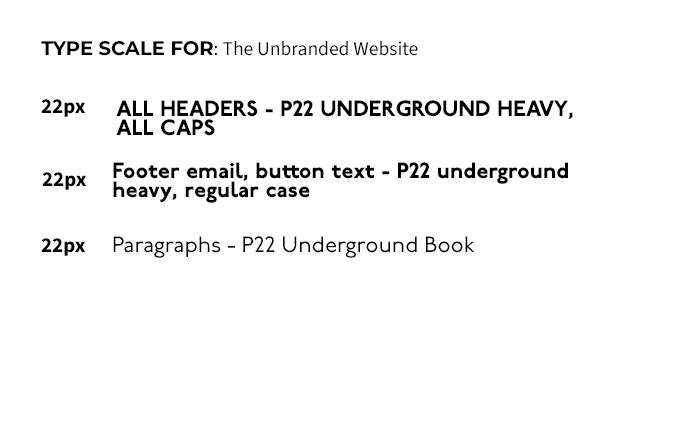 TYPE SCALE FOR: The Unbranded Website
22px ALL HEADERS - P22 UNDERGROUND HEAVY,
ALL CAPS
22px Footer email, button text - P22 underground
heavy, regular case
22px Paragraphs - P22 Underground Book